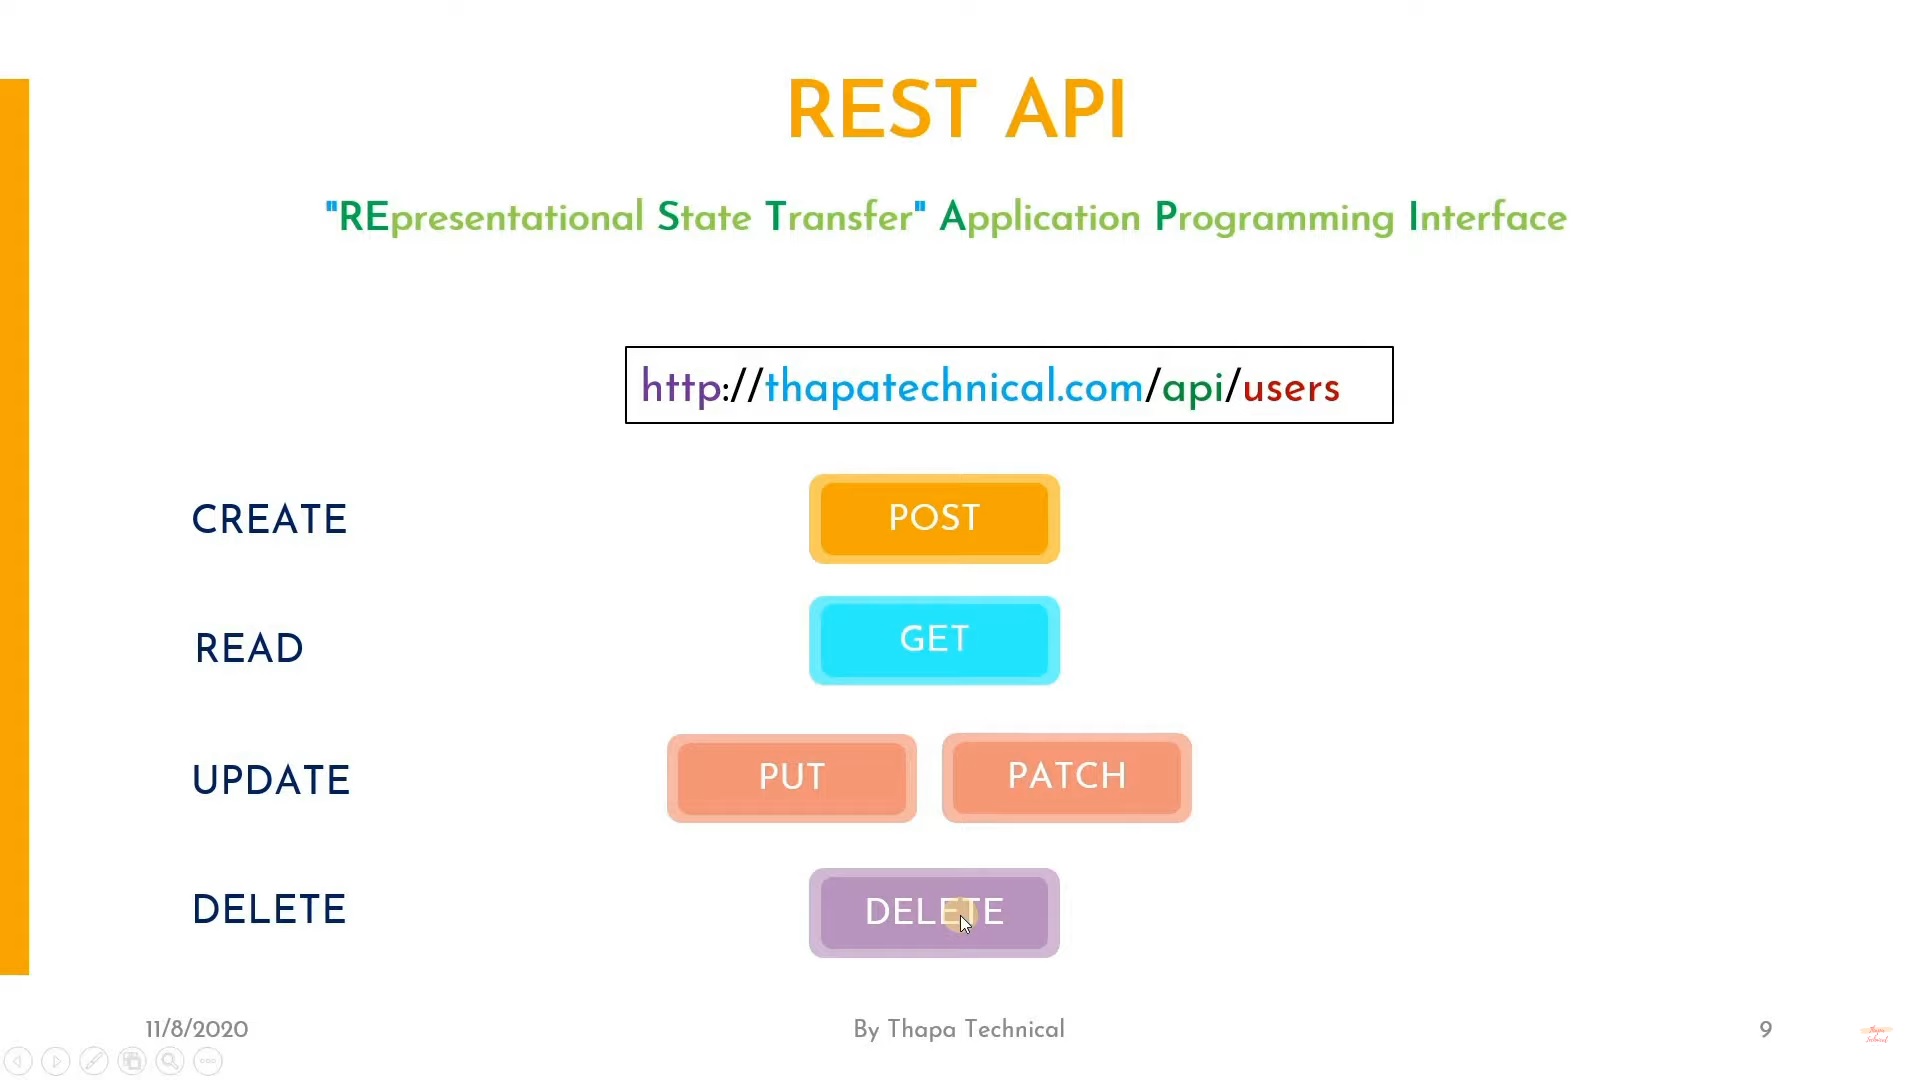 REST API
"REpresentational State Transfer" Application Programming Interface
http://thapatechnical.com/api/users
CREATE
POST
READ
GET
UPDATE
PUT
PATCH
DELETE
DELETE
11/8/2020
By Thapa Technical
9